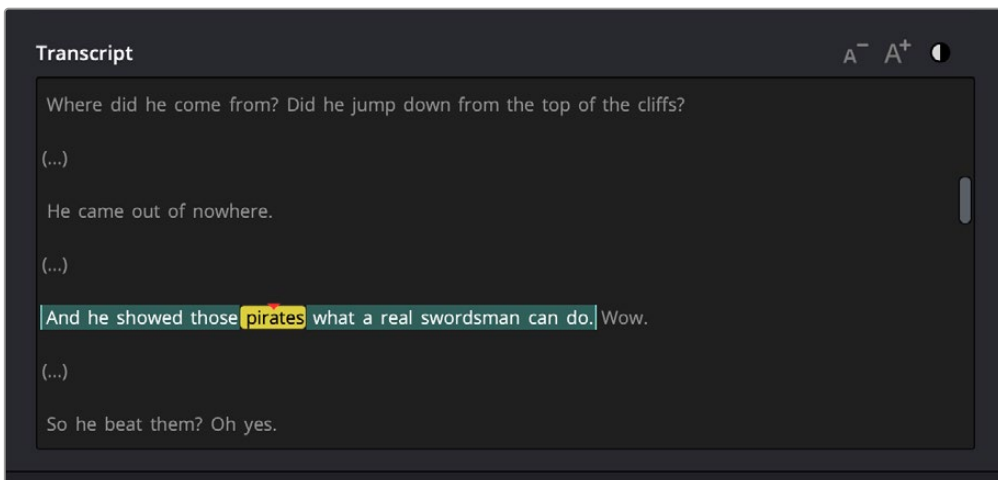 Transcript
A- A+
Where did he come from? Did he jump down from the top of the cliffs?
(...)
He came out of nowhere.
(...)
And he showed those pirates what a real swordsman can do. Wow.
(...)
So he beat them? Oh yes.